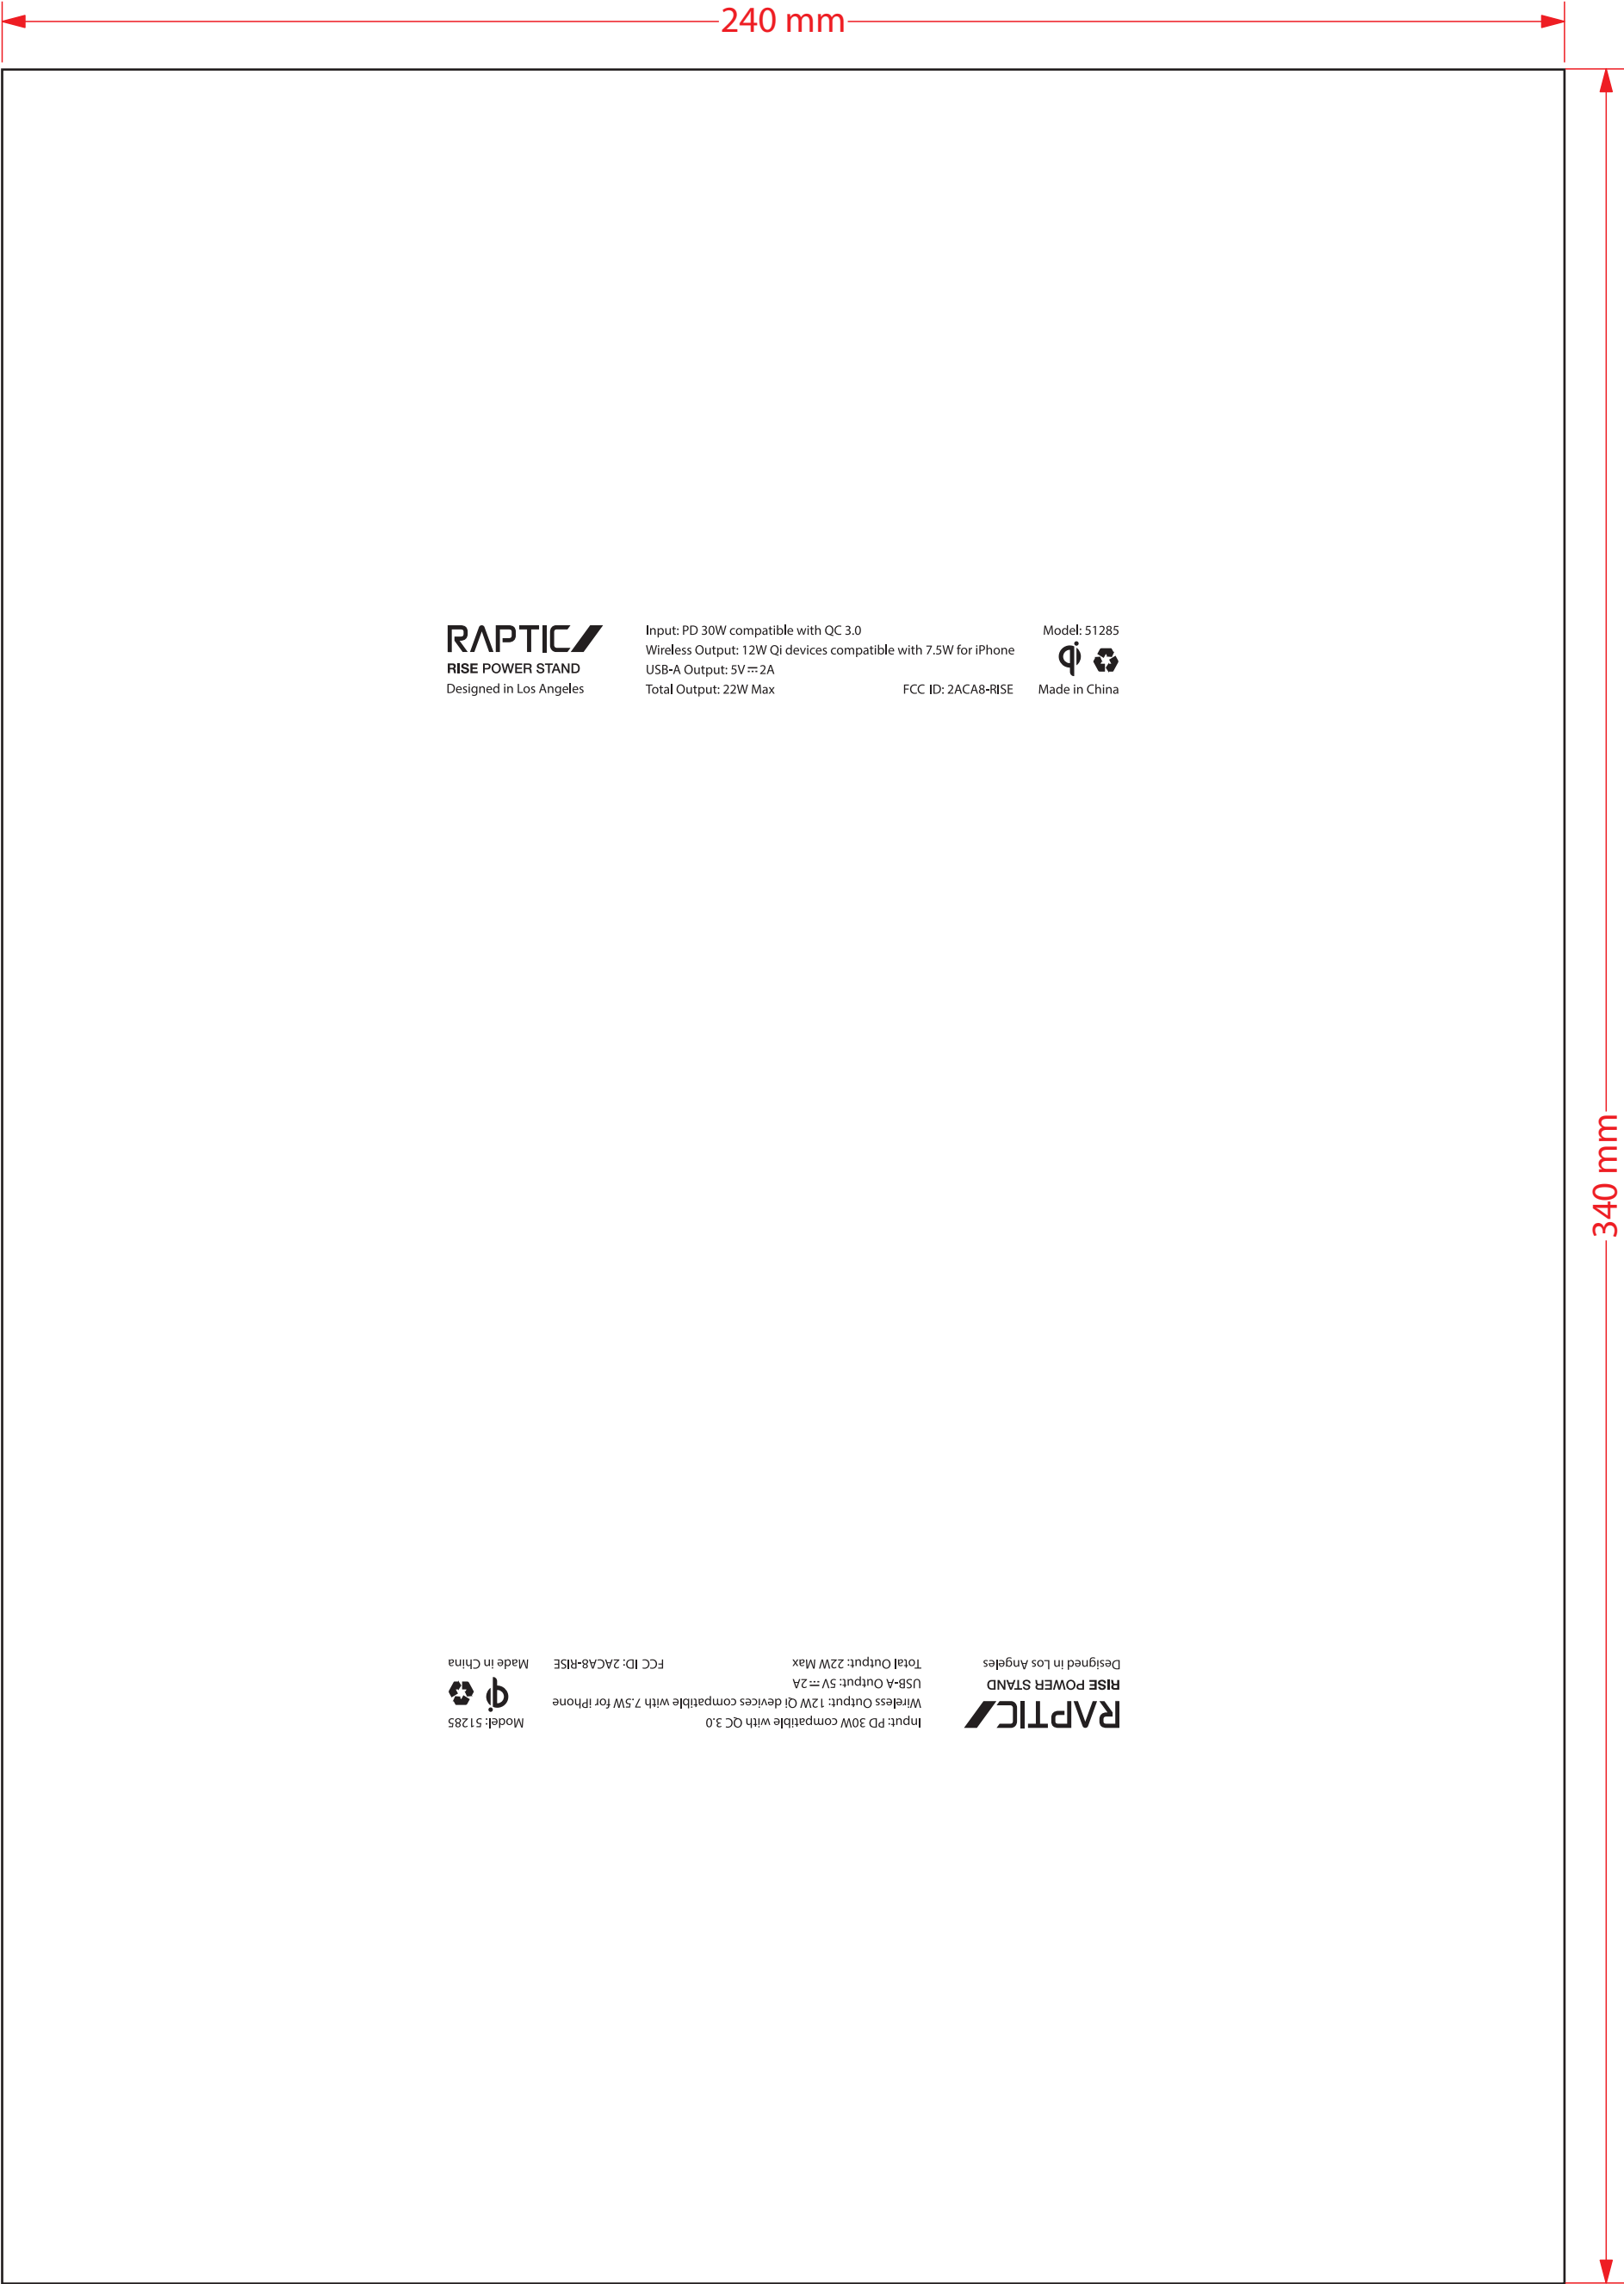 240 mm
RAPTIC
RISE POWER STAND
Designed in Los Angeles
Input: PD 30W compatible with QC 3.0
Wireless Output: 12W Qi devices compatible with 7.5W for iPhone
USB-A Output: 5V⎓2A
Total Output: 22W Max
FCC ID: 2ACA8-RISE
Model: 51285
qi
Made in China
340 mm
RAPTIC
RISE POWER STAND
Designed in Los Angeles
Input: PD 30W compatible with QC 3.0
Wireless Output: 12W Qi devices compatible with 7.5W for iPhone
USB-A Output: 5V⎓2A
Total Output: 22W Max
FCC ID: 2ACA8-RISE
Model: 51285
qi
Made in China